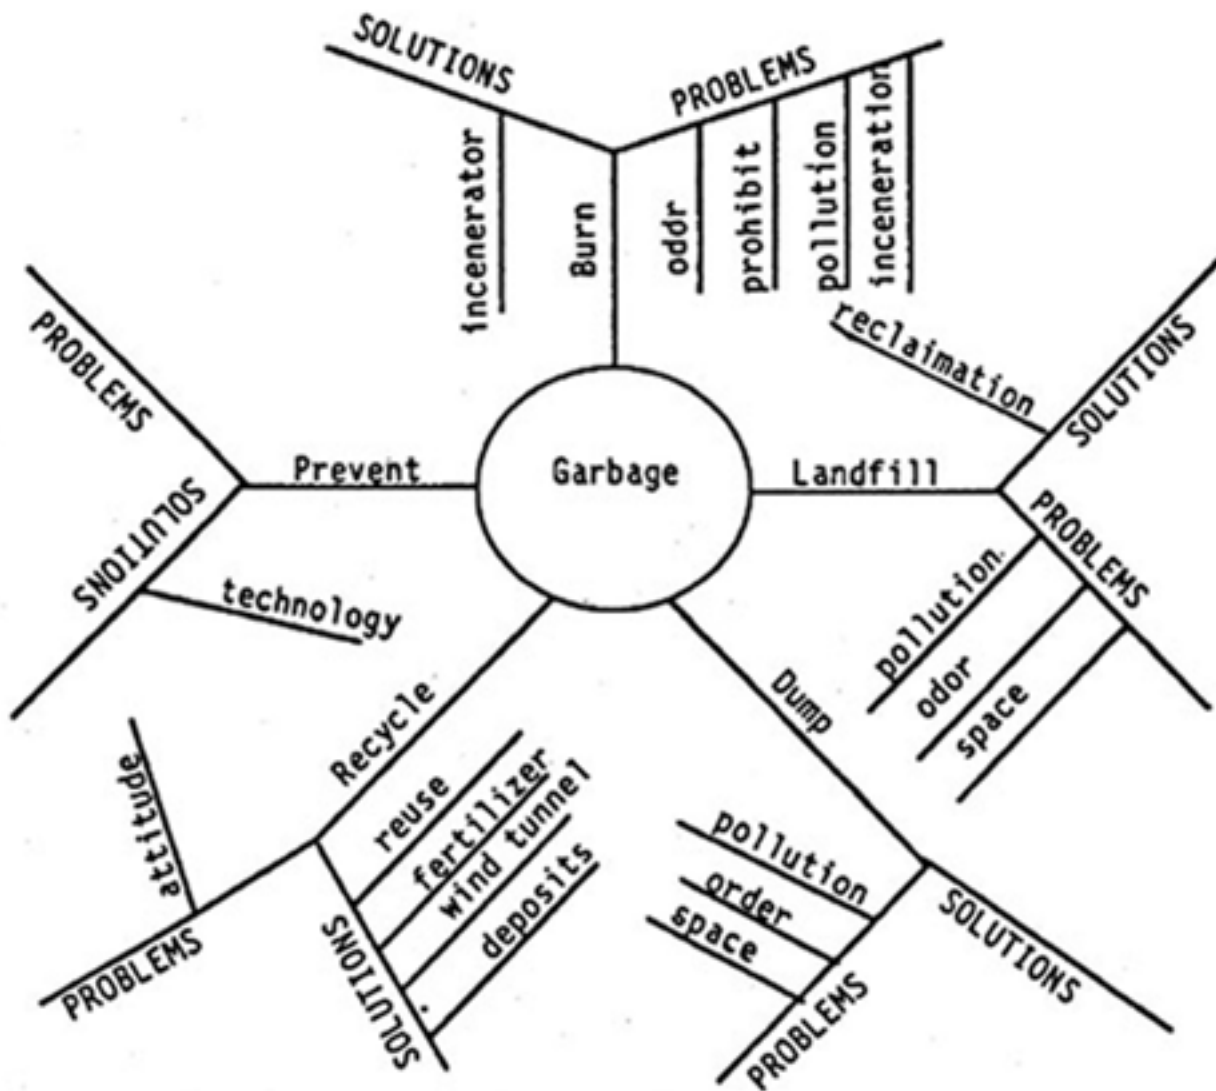 SOLUTIONS
PROBLEMS
incenerator
Burn
oddr
prohibit
pollution
inceneration
PROBLEMS
SOLUTIONS
reclaimation
Prevent
Garbage
Landfill
SOLUTIIONS
technology
PROBLEMS
pollution
odor
space
Recycle
Dump
attitude
reuse
fertilizer
wind tunnel
deposits
PROBLEMS
SOLUTIONS
pollution
order
space
SOLUTIONS
PROBLEMS